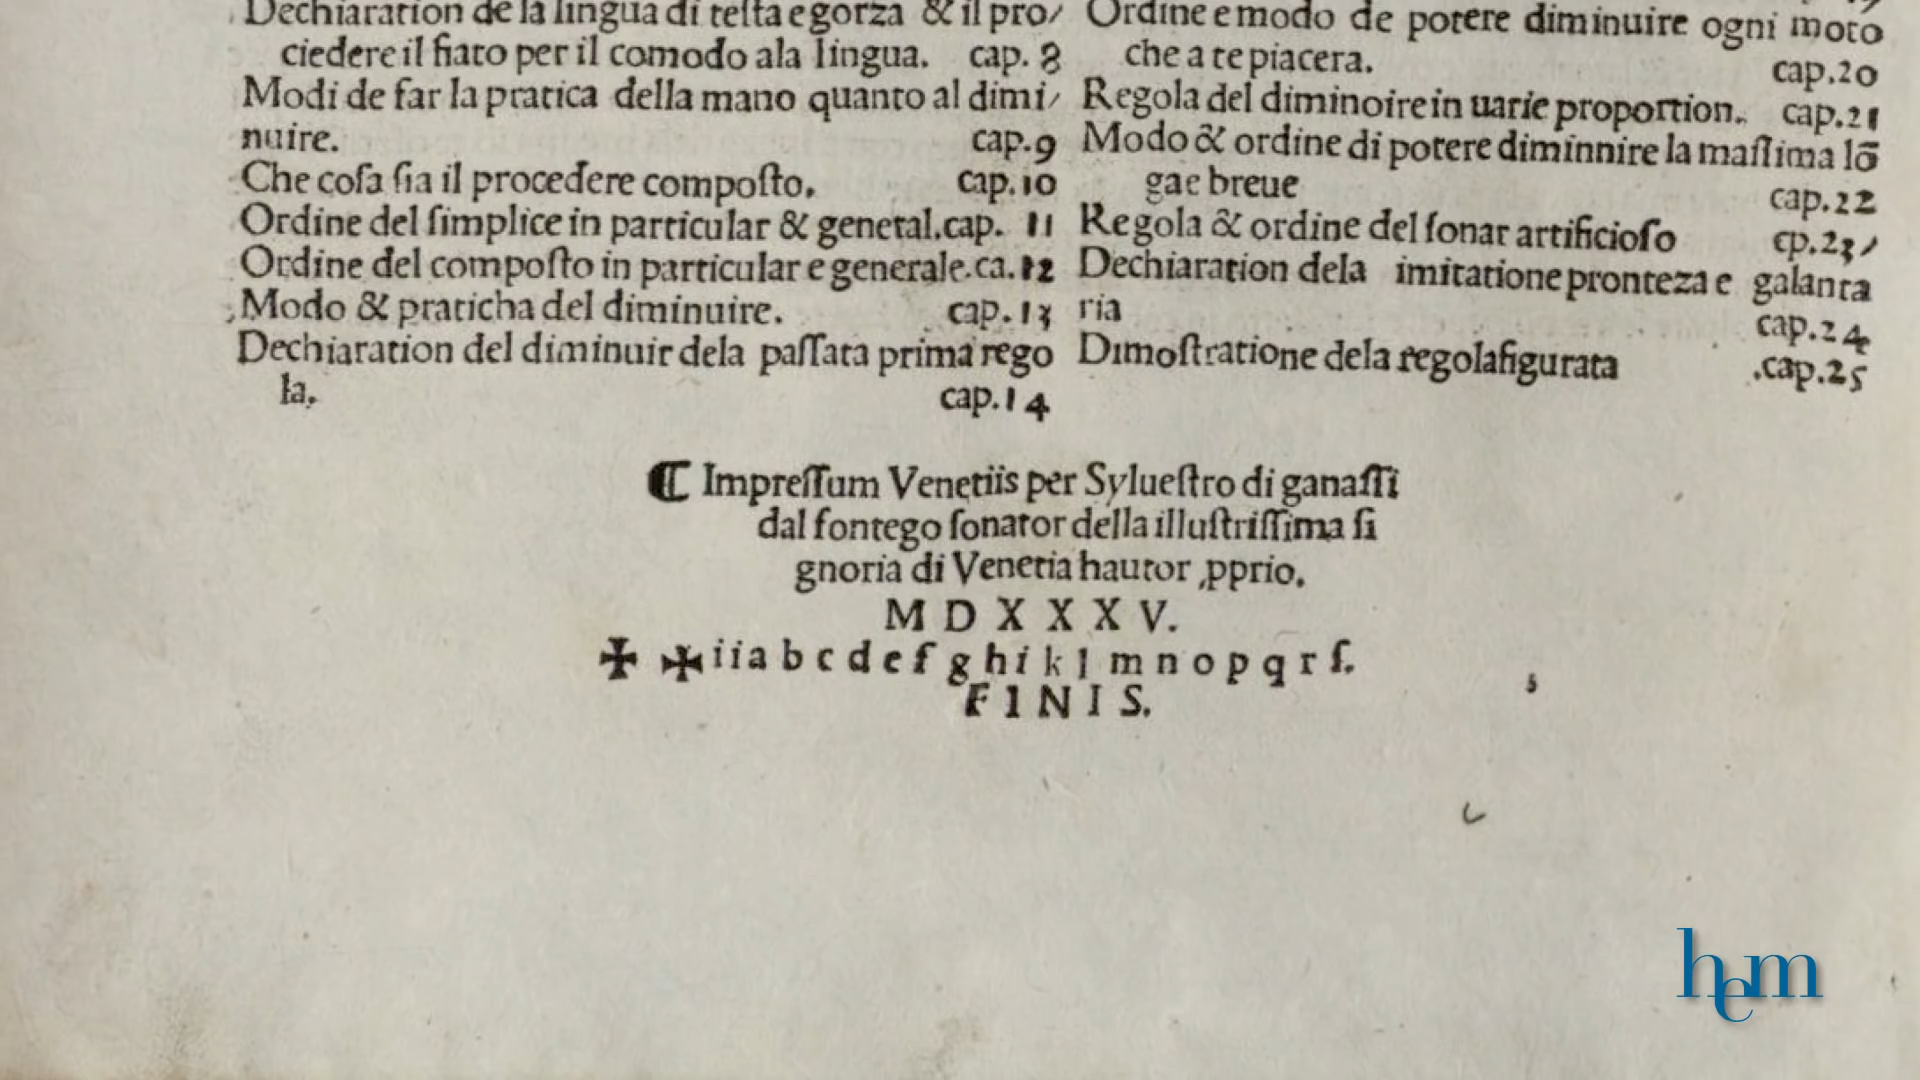 Dechiaration de la lingua di testa e gorza & il pro/
ciedere il fiato per il comodo ala lingua. cap. 8
Modi de far la pratica della mano quanto al dimi/
nuire. cap.9
Che cosa sia il procedere composto. cap.10
Ordine del simplice in particular & general.cap. 11
Ordine del composto in particular e generale.ca.12
Modo & praticha del diminuire. cap.13
Dechiaration del diminuir dela passata prima rego
la. cap.14
Ordine e modo de potere diminuire ogni moto
che a te piacera. cap.20
Regola del diminoire in uarie proportion. cap.21
Modo & ordine di potere diminnire la massima lō
gae breue cap.22
Regola & ordine del sonar artificioso cp.23/
Dechiaration dela imitatione pronteza e galanta
ria cap.24
Dimostratione dela regola figurata .cap.25
⁋ Impressum Venetiis per Syluestro di ganassi
dal fontego sonator della illustrissima si
gnoria di Venetia hautor ꝓprio.
M D X X X V.
✠ ✠ii a b c d e f g h i k l m n o p q r s.
F I N I S.
hem